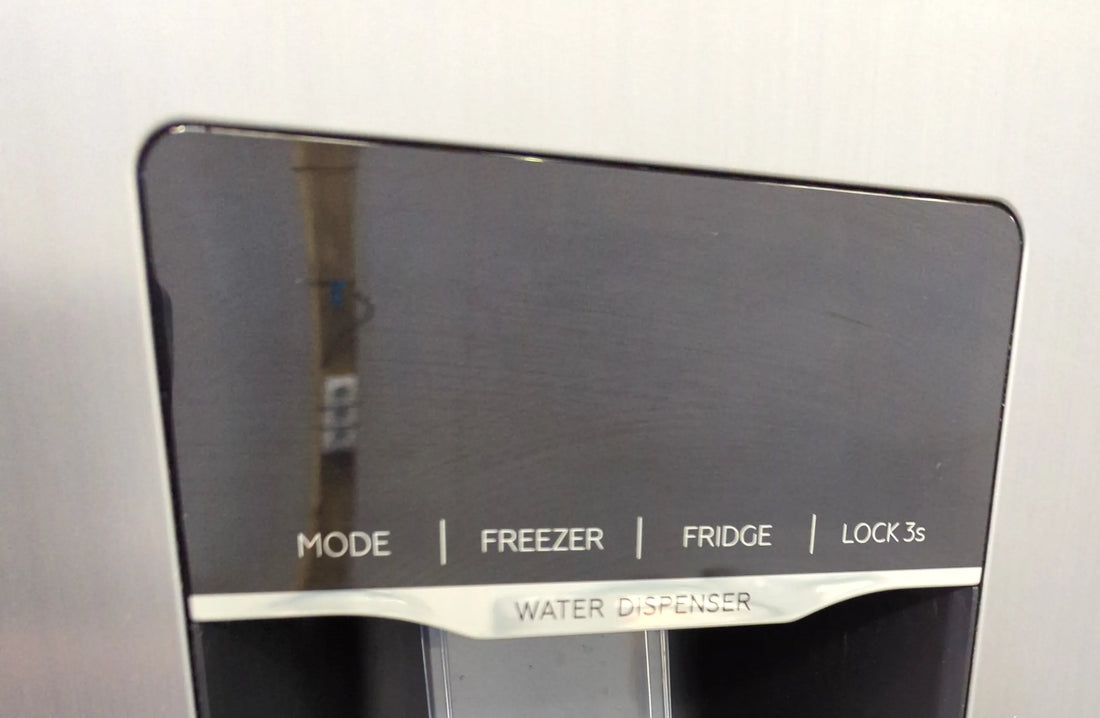 MODE | FREEZER | FRIDGE | LOCK 3s
WATER DISPENSER